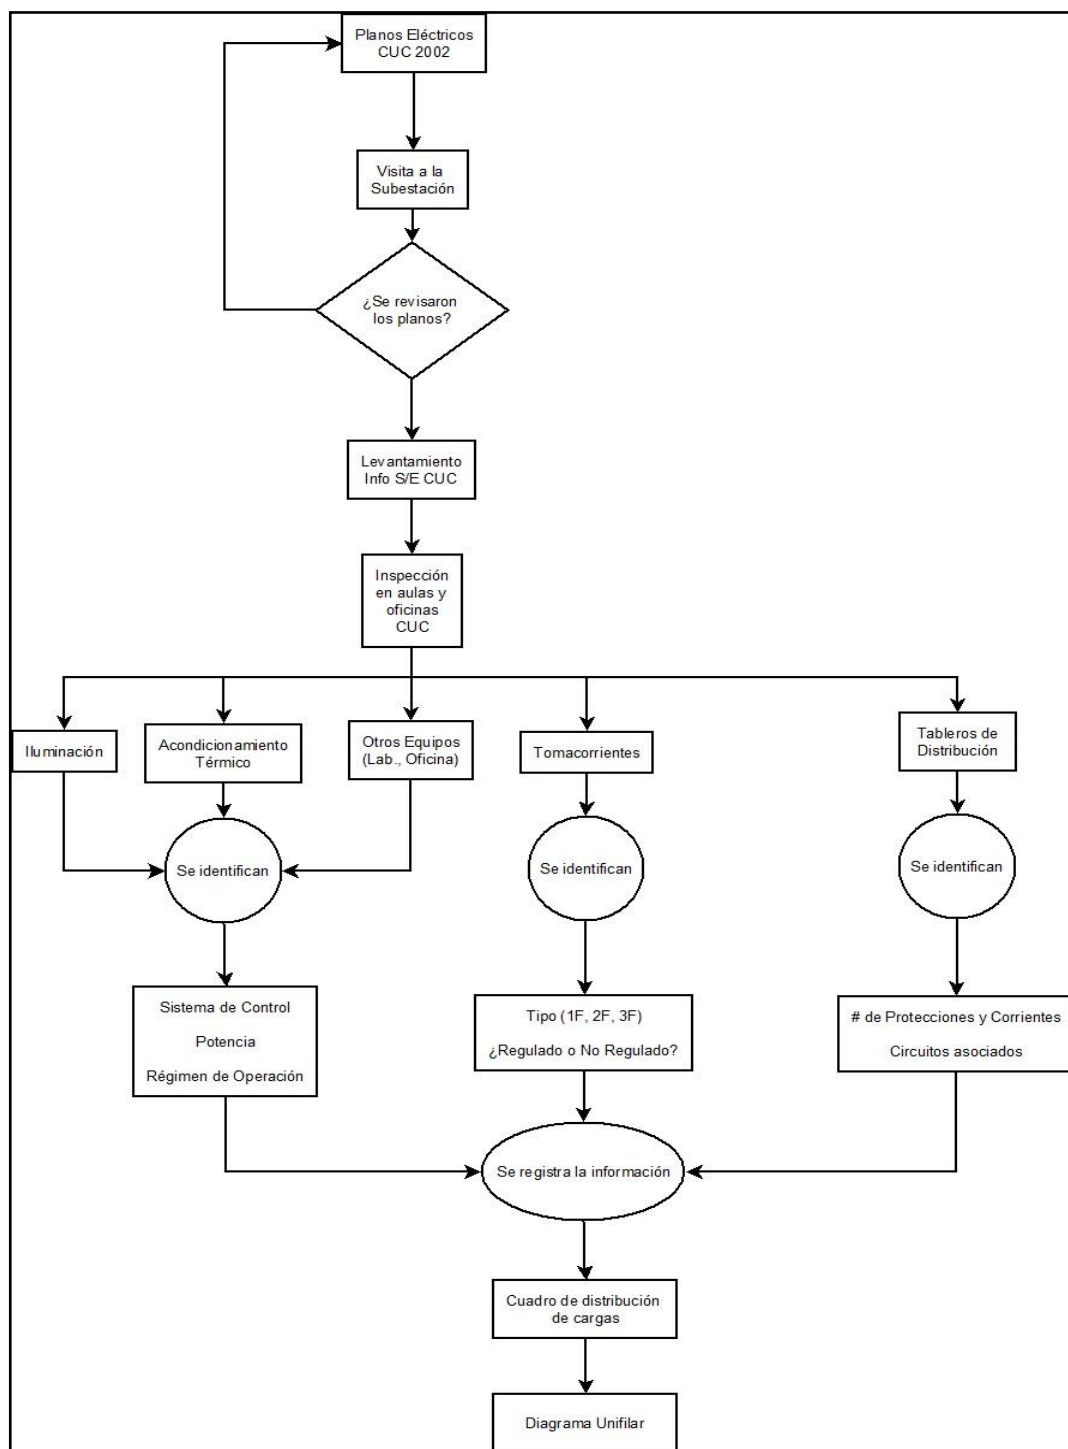 Planos Eléctricos
CUC 2002
Visita a la
Subestación
¿Se revisaron
los planos?
Levantamiento
Info S/E CUC
Inspección
en aulas y
oficinas
CUC
Iluminación
Acondicionamiento
Térmico
Otros Equipos
(Lab., Oficina)
Tomacorrientes
Tableros de
Distribución
Se identifican
Se identifican
Se identifican
Sistema de Control
Potencia
Régimen de Operación
Tipo (1F, 2F, 3F)
¿Regulado o No Regulado?
# de Protecciones y Corrientes
Circuitos asociados
Se registra la información
Cuadro de distribución
de cargas
Diagrama Unifilar